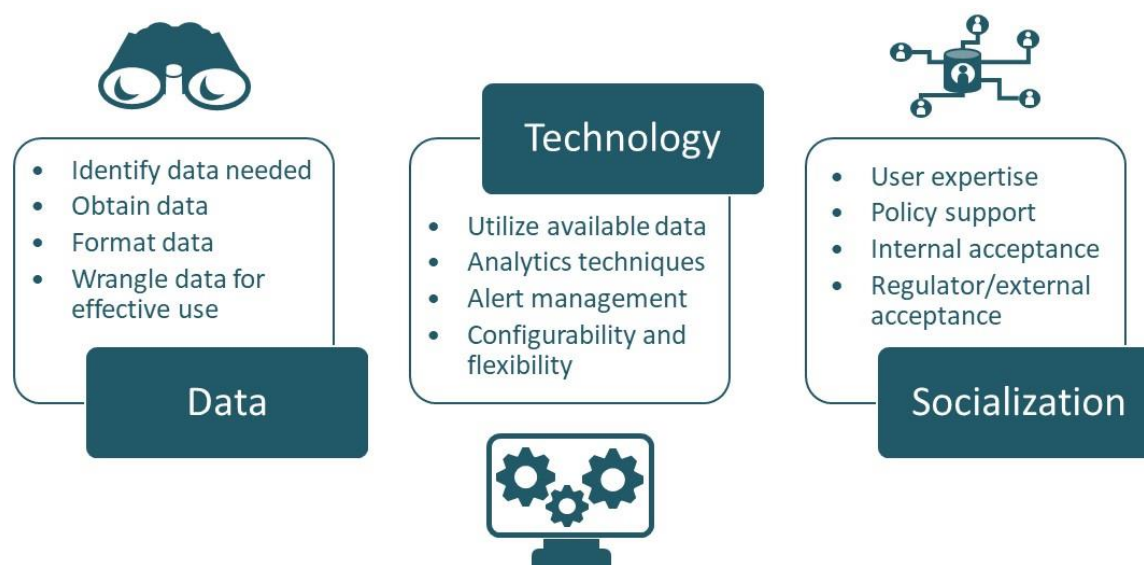 • Identify data needed
• Obtain data
• Format data
• Wrangle data for
effective use
Data
Technology
• Utilize available data
• Analytics techniques
• Alert management
• Configurability and
flexibility
• User expertise
• Policy support
• Internal acceptance
• Regulator/external
acceptance
Socialization